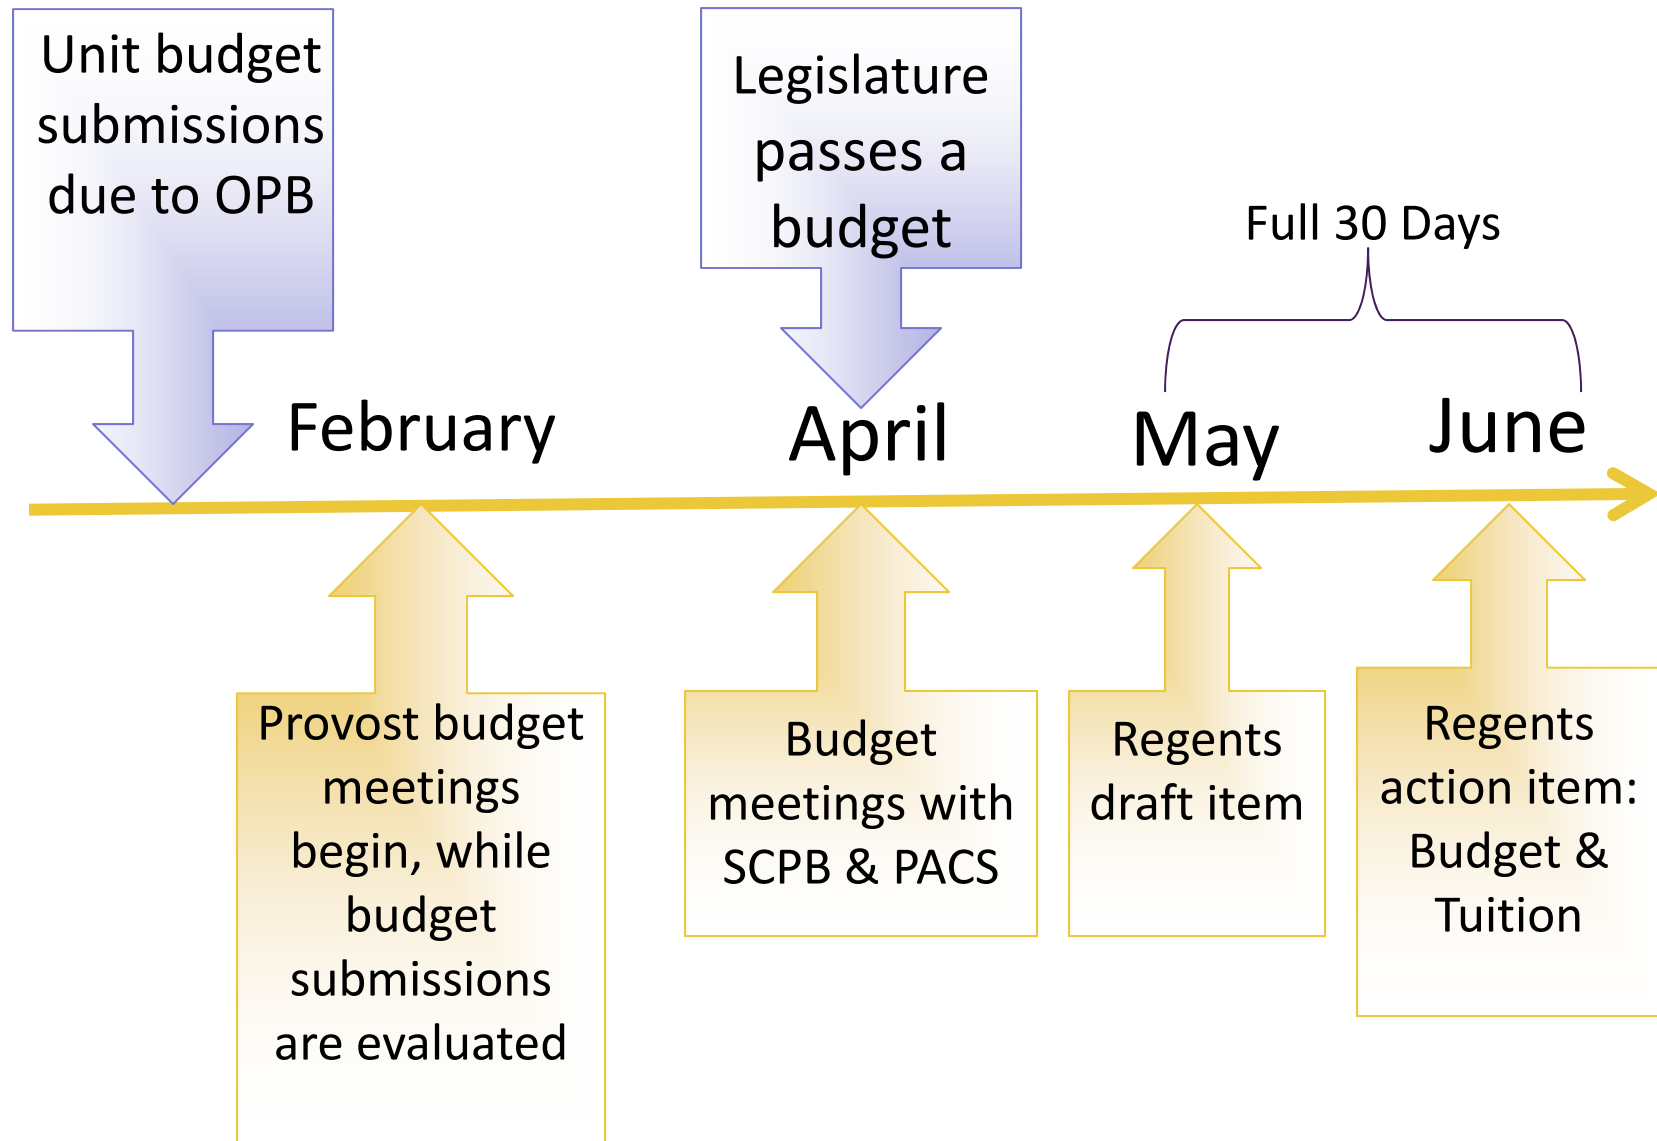 Unit budget
submissions
due to OPB
Legislature
passes a
budget
Full 30 Days
February
April
May
June
Provost budget
meetings
begin, while
budget
submissions
are evaluated
Budget
meetings with
SCPB & PACS
Regents
draft item
Regents
action item:
Budget &
Tuition